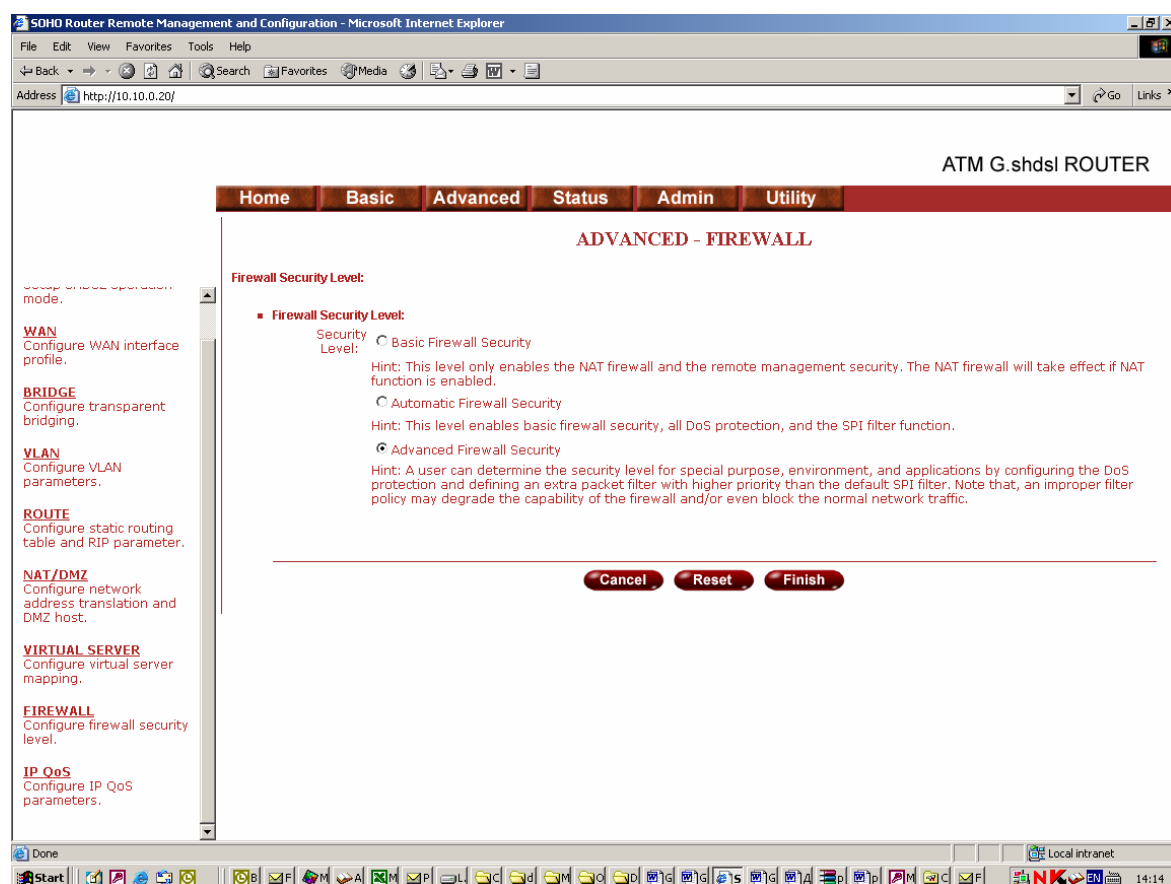 SOHO Router Remote Management and Configuration - Microsoft Internet Explorer
File Edit View Favorites Tools Help
Back Search Favorites Media
Address http://10.10.0.20/ Go Links
ATM G.shdsl ROUTER
Home Basic Advanced Status Admin Utility
ADVANCED - FIREWALL
mode.
WAN
Configure WAN interface
profile.
BRIDGE
Configure transparent
bridging.
VLAN
Configure VLAN
parameters.
ROUTE
Configure static routing
table and RIP parameter.
NAT/DMZ
Configure network
address translation and
DMZ host.
VIRTUAL SERVER
Configure virtual server
mapping.
FIREWALL
Configure firewall security
level.
IP QoS
Configure IP QoS
parameters.
Firewall Security Level:
Firewall Security Level:
Security
Level:
Basic Firewall Security
Hint: This level only enables the NAT firewall and the remote management security. The NAT firewall will take effect if NAT
function is enabled.
Automatic Firewall Security
Hint: This level enables basic firewall security, all DoS protection, and the SPI filter function.
Advanced Firewall Security
Hint: A user can determine the security level for special purpose, environment, and applications by configuring the DoS
protection and defining an extra packet filter with higher priority than the default SPI filter. Note that, an improper filter
policy may degrade the capability of the firewall and/or even block the normal network traffic.
Cancel Reset Finish
Done Local intranet
Start B F M A M P L C d M O D G G S G Д p p M C F EN 14:14